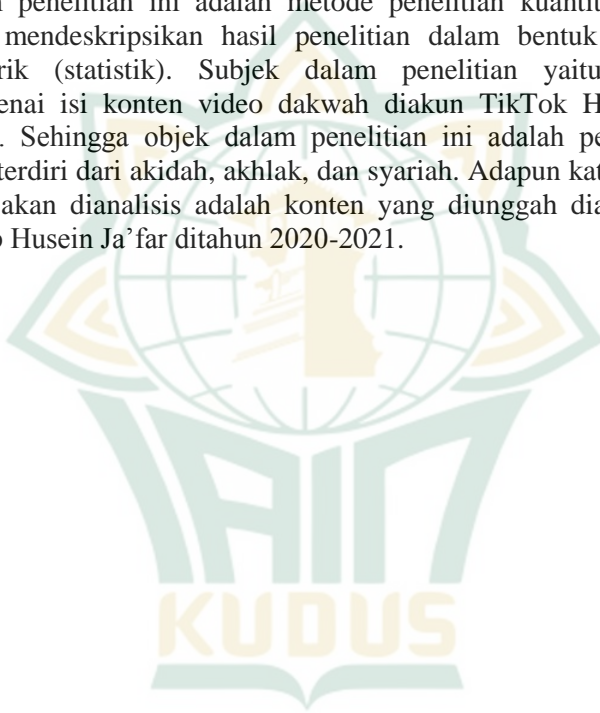 penelitian ini adalah metode penelitian kuantit
mendeskripsikan hasil penelitian dalam bentuk
rik (statistik). Subjek dalam penelitian yaitu
enai isi konten video dakwah diakun TikTok H
. Sehingga objek dalam penelitian ini adalah pe
terdiri dari akidah, akhlak, dan syariah. Adapun kat
akan dianalisis adalah konten yang diunggah dia
o Husein Ja’far ditahun 2020-2021.
IAIN
KUDUS